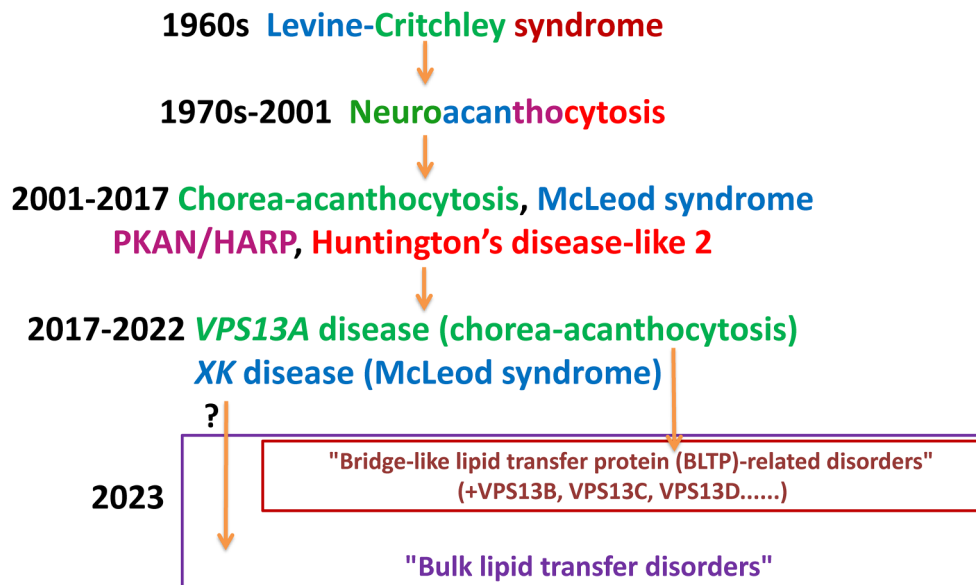 1960s Levine-Critchley syndrome
1970s-2001 Neuroacanthocytosis
2001-2017 Chorea-acanthocytosis, McLeod syndrome
PKAN/HARP, Huntington's disease-like 2
2017-2022 VPS13A disease (chorea-acanthocytosis)
XK disease (McLeod syndrome)
?
"Bridge-like lipid transfer protein (BLTP)-related disorders"
(+VPS13B, VPS13C, VPS13D......)
2023
"Bulk lipid transfer disorders"